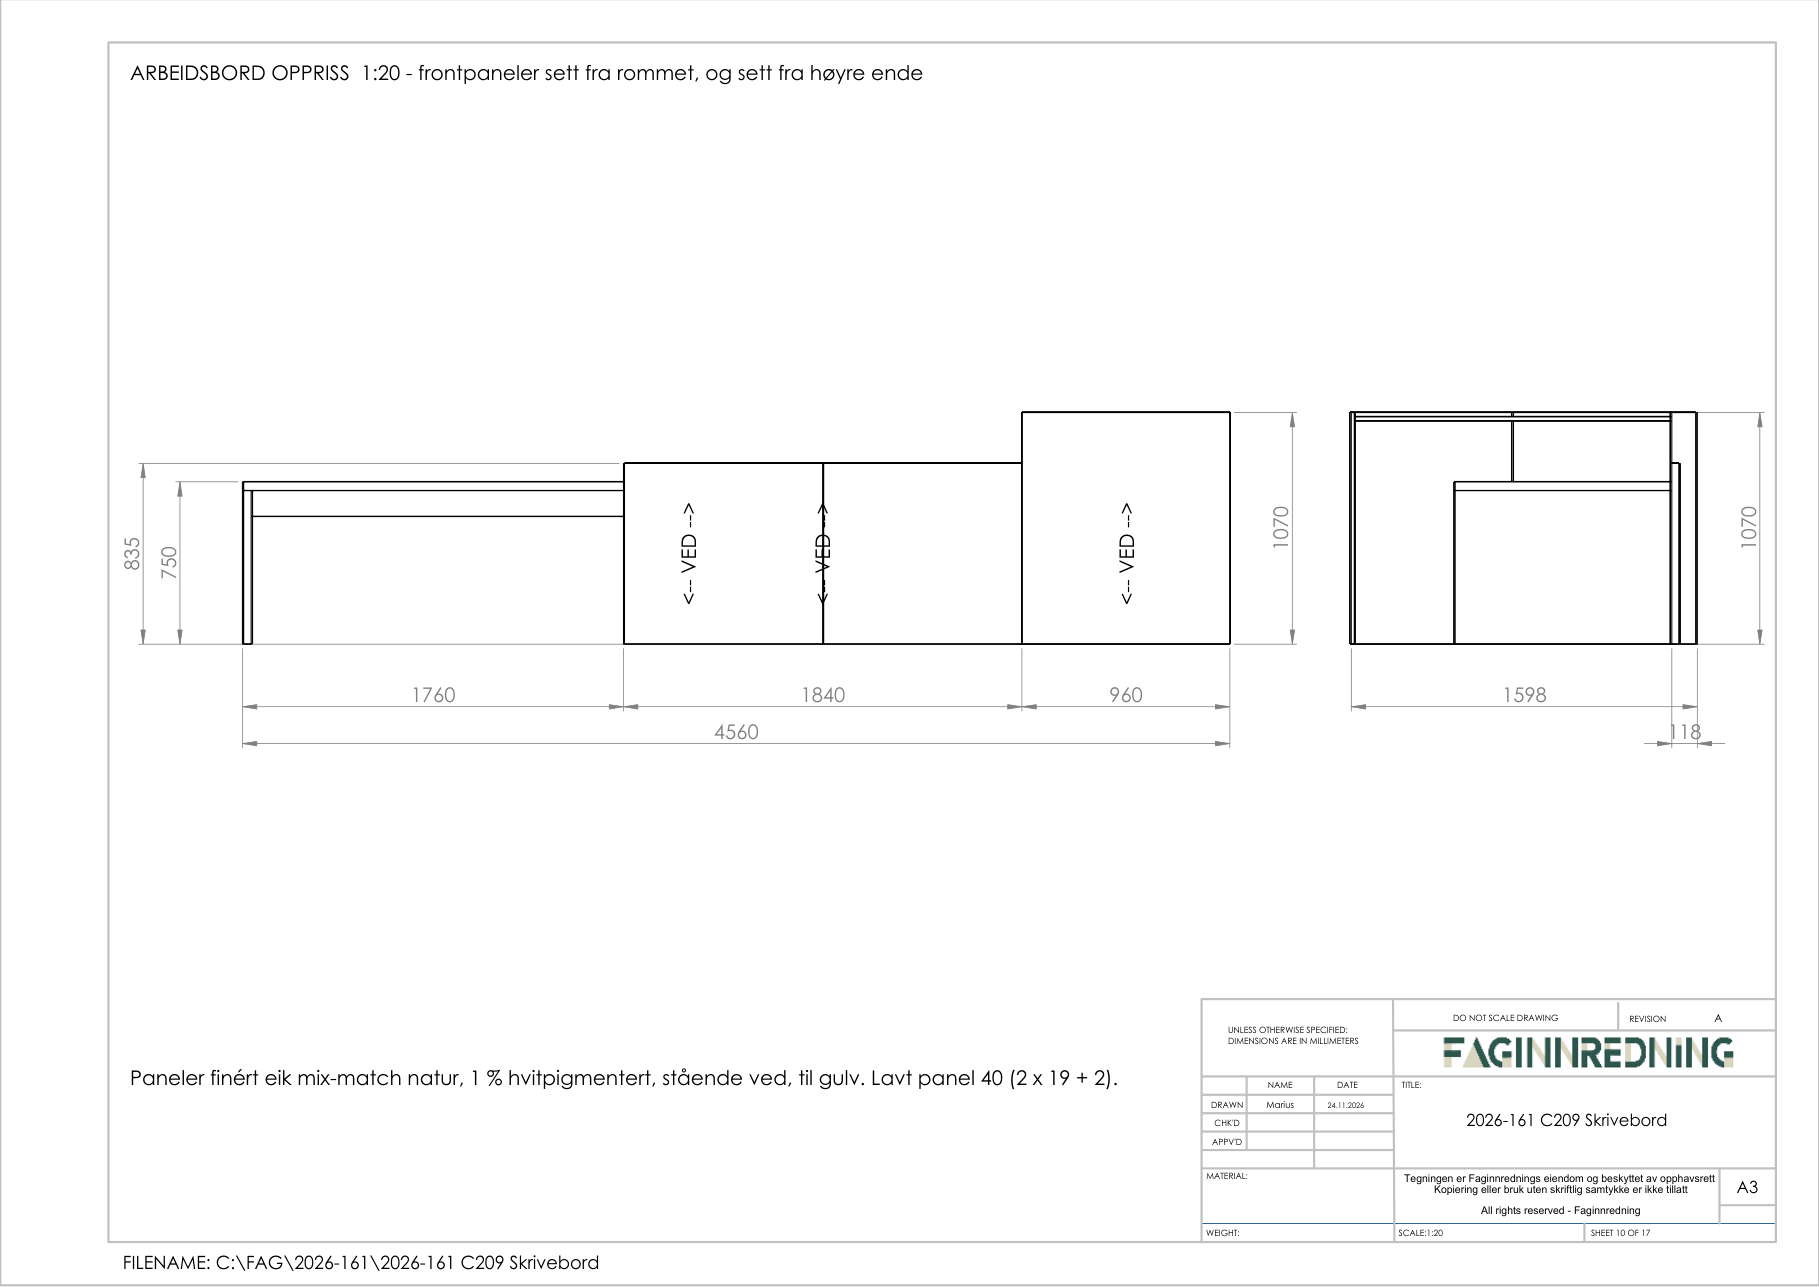 ARBEIDSBORD OPPRISS  1:20 - frontpaneler sett fra rommet, og sett fra høyre ende
835
750
<-- VED -->
<-- VED -->
<-- VED -->
1070
1070
1760
1840
960
4560
1598
118
Paneler finért eik mix-match natur, 1 % hvitpigmentert, stående ved, til gulv. Lavt panel 40 (2 x 19 + 2).
UNLESS OTHERWISE SPECIFIED:
DIMENSIONS ARE IN MILLIMETERS
DO NOT SCALE DRAWING
REVISION A
FAGINNREDNING
NAME DATE
DRAWN Marius 24.11.2026
CHK'D
APPV'D
TITLE:
2026-161 C209 Skrivebord
MATERIAL:
Tegningen er Faginnrednings eiendom og beskyttet av opphavsrett
Kopiering eller bruk uten skriftlig samtykke er ikke tillatt
All rights reserved - Faginnredning
A3
WEIGHT:
SCALE:1:20
SHEET 10 OF 17
FILENAME: C:\FAG\2026-161\2026-161 C209 Skrivebord